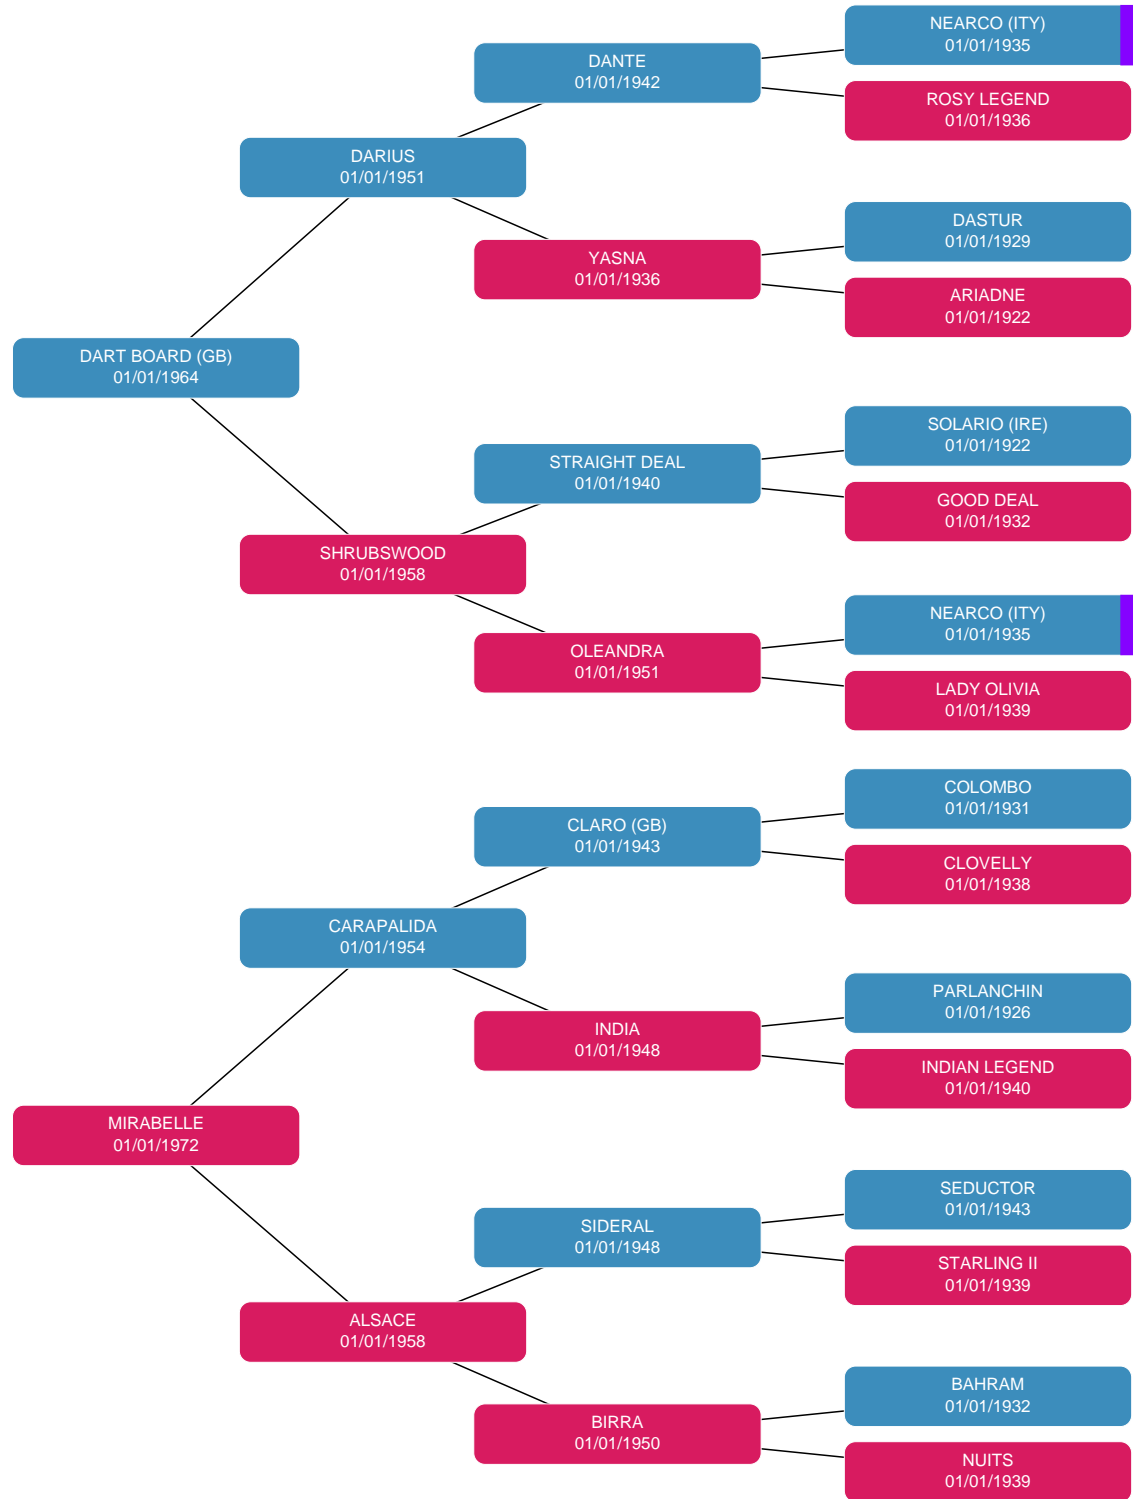 NEARCO (ITY)
01/01/1935
DANTE
01/01/1942
ROSY LEGEND
01/01/1936
DARIUS
01/01/1951
DASTUR
01/01/1929
YASNA
01/01/1936
ARIADNE
01/01/1922
DART BOARD (GB)
01/01/1964
SOLARIO (IRE)
01/01/1922
STRAIGHT DEAL
01/01/1940
GOOD DEAL
01/01/1932
SHRUBSWOOD
01/01/1958
NEARCO (ITY)
01/01/1935
OLEANDRA
01/01/1951
LADY OLIVIA
01/01/1939
COLOMBO
01/01/1931
CLARO (GB)
01/01/1943
CLOVELLY
01/01/1938
CARAPALIDA
01/01/1954
PARLANCHIN
01/01/1926
INDIA
01/01/1948
INDIAN LEGEND
01/01/1940
MIRABELLE
01/01/1972
SEDUCTOR
01/01/1943
SIDERAL
01/01/1948
STARLING II
01/01/1939
ALSACE
01/01/1958
BAHRAM
01/01/1932
BIRRA
01/01/1950
NUITS
01/01/1939